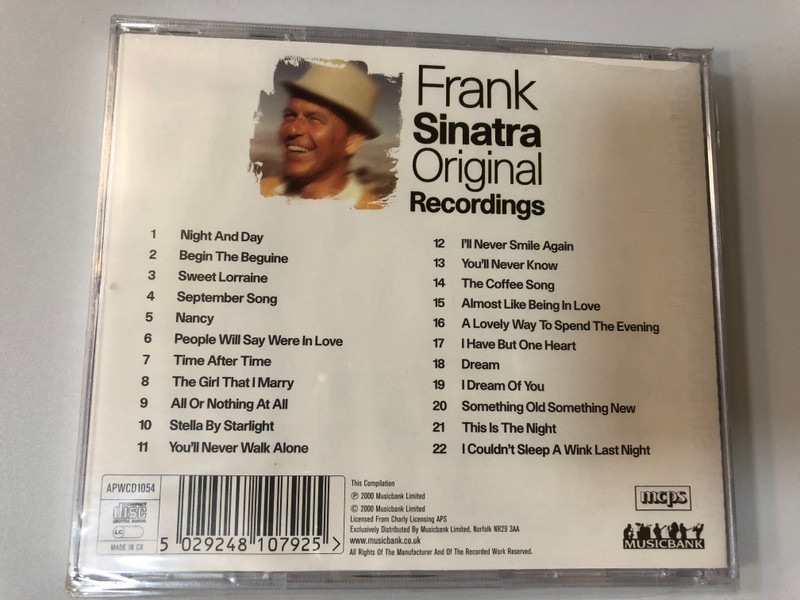 Frank
Sinatra
Original
Recordings
1 Night And Day
2 Begin The Beguine
3 Sweet Lorraine
4 September Song
5 Nancy
6 People Will Say Were In Love
7 Time After Time
8 The Girl That I Marry
9 All Or Nothing At All
10 Stella By Starlight
11 You'll Never Walk Alone
12 I'll Never Smile Again
13 You'll Never Know
14 The Coffee Song
15 Almost Like Being In Love
16 A Lovely Way To Spend The Evening
17 I Have But One Heart
18 Dream
19 I Dream Of You
20 Something Old Something New
21 This Is The Night
22 I Couldn't Sleep A Wink Last Night
APWCD1054
COMPACT
disc
DIGITAL AUDIO
LC
MADE IN CR
5 029248 107925 >
This Compilation
℗ 2000 Musicbank Limited
© 2000 Musicbank Limited
Licensed From Charly Licensing APS
Exclusively Distributed By Musicbank Limited, Norfolk NR29 3AA
www.musicbank.co.uk
All Rights Of The Manufacturer And Of The Recorded Work Reserved.
mcps
MUSICBANK